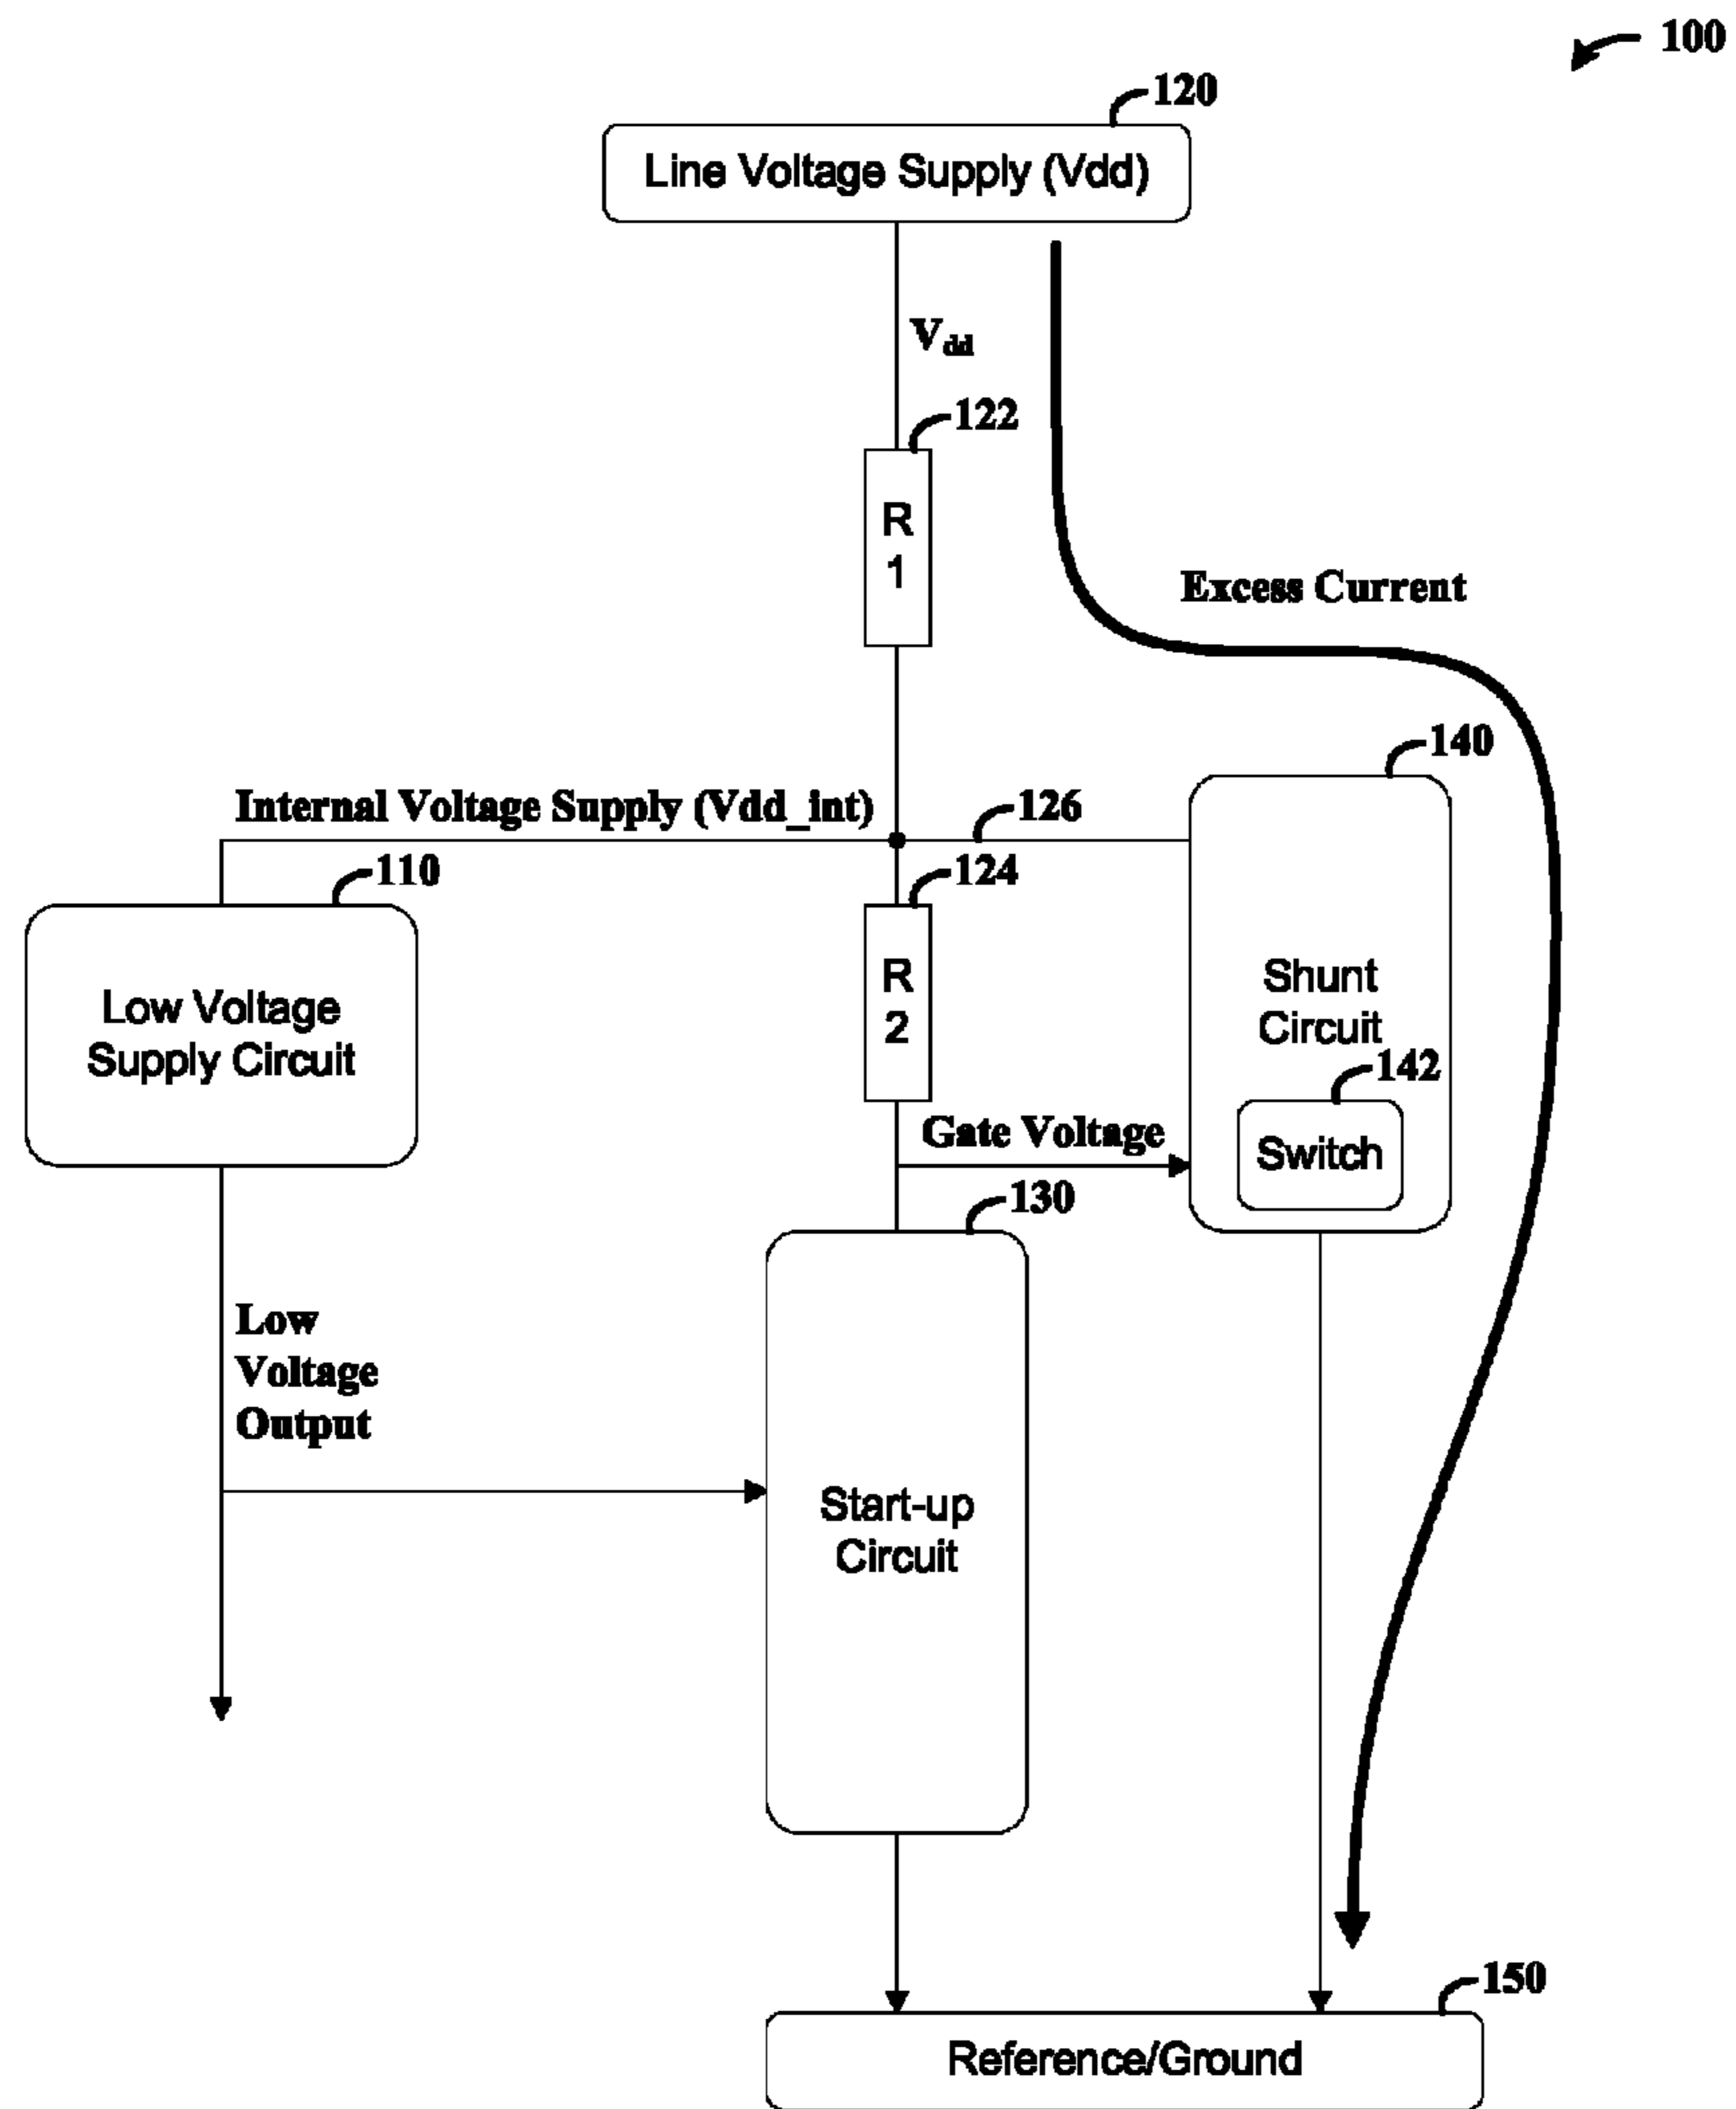 100
120
Line Voltage Supply (Vdd)
Vdd
122
R
1
Excess Current
140
Internal Voltage Supply (Vdd_int)
126
110
124
Low Voltage
Supply Circuit
R
2
Shunt
Circuit
142
Switch
Gate Voltage
130
Low
Voltage
Output
Start-up
Circuit
150
Reference/Ground